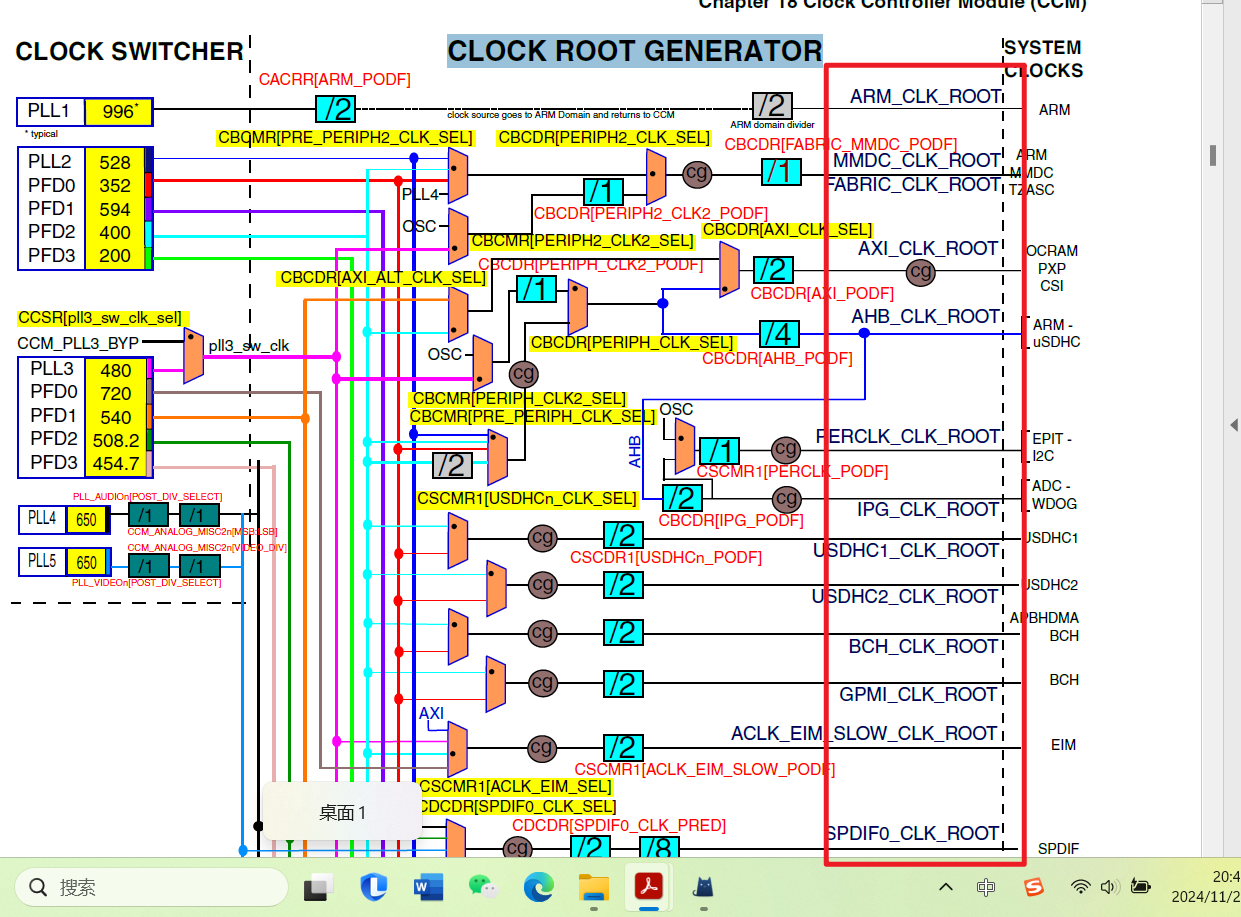 Chapter 18 Clock Controller Module (CCM)
CLOCK SWITCHER
CLOCK ROOT GENERATOR
SYSTEM
CLOCKS
CACRR[ARM_PODF]
PLL1 996*
* typical
/2
clock source goes to ARM Domain and returns to CCM
/2
ARM domain divider
ARM_CLK_ROOT
ARM
CBCMR[PRE_PERIPH2_CLK_SEL]
CBCDR[PERIPH2_CLK_SEL]
CBCDR[FABRIC_MMDC_PODF]
PLL2 528
PFD0 352
PFD1 594
PFD2 400
PFD3 200
PLL4
OSC
/1
cg
/1
MMDC_CLK_ROOT
FABRIC_CLK_ROOT
ARM
MMDC
TZASC
CBCDR[PERIPH2_CLK2_PODF]
CBCMR[PERIPH2_CLK2_SEL]
CBCDR[AXI_CLK_SEL]
CBCDR[PERIPH_CLK2_PODF]
CBCDR[AXI_ALT_CLK_SEL]
/1
/2
AXI_CLK_ROOT
cg
OCRAM
PXP
CSI
CBCDR[AXI_PODF]
CCSR[pll3_sw_clk_sel]
CCM_PLL3_BYP
pll3_sw_clk
OSC
cg
CBCDR[PERIPH_CLK_SEL]
/4
CBCDR[AHB_PODF]
AHB_CLK_ROOT
ARM -
uSDHC
PLL3 480
PFD0 720
PFD1 540
PFD2 508.2
PFD3 454.7
CBCMR[PERIPH_CLK2_SEL]
CBCMR[PRE_PERIPH_CLK_SEL]
OSC
/2
AHB
/1
cg
PERCLK_CLK_ROOT
EPIT -
I2C
CSCMR1[PERCLK_PODF]
/2
cg
ADC -
WDOG
CBCDR[IPG_PODF]
IPG_CLK_ROOT
PLL_AUDIOn[POST_DIV_SELECT]
PLL4 650 /1 /1
CCM_ANALOG_MISC2n[MSB:LSB]
CCM_ANALOG_MISC2n[VIDEO_DIV]
PLL5 650 /1 /1
PLL_VIDEOn[POST_DIV_SELECT]
CSCMR1[USDHCn_CLK_SEL]
cg
/2
USDHC1
CSCDR1[USDHCn_PODF]
USDHC1_CLK_ROOT
cg
/2
USDHC2
USDHC2_CLK_ROOT
cg
/2
APBHDMA
BCH
BCH_CLK_ROOT
cg
/2
BCH
GPMI_CLK_ROOT
AXI
cg
/2
ACLK_EIM_SLOW_CLK_ROOT
EIM
CSCMR1[ACLK_EIM_SLOW_PODF]
CSCMR1[ACLK_EIM_SEL]
CDCDR[SPDIF0_CLK_SEL]
CDCDR[SPDIF0_CLK_PRED]
cg
/2
/8
SPDIF0_CLK_ROOT
SPDIF
桌面 1
搜索
W
中
S
20:4
2024/11/2